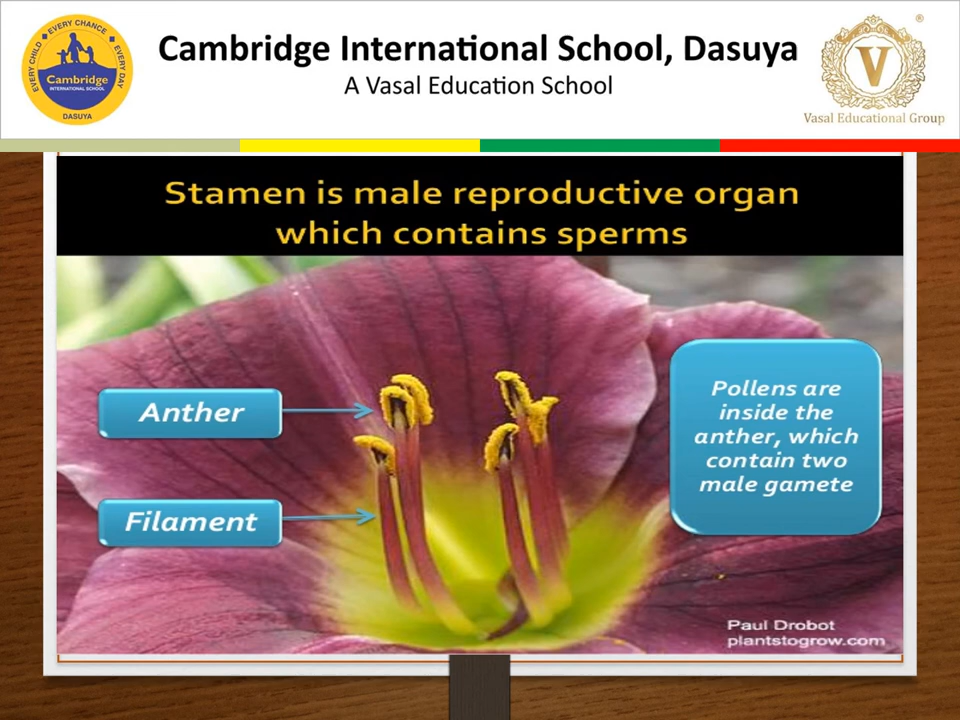 EVERY CHILD • EVERY CHANCE • EVERY DAY
Cambridge
INTERNATIONAL SCHOOL
DASUYA
Cambridge International School, Dasuya
A Vasal Education School
®
V
Vasal Educational Group
Stamen is male reproductive organ
which contains sperms
Anther
Filament
Pollens are
inside the
anther, which
contain two
male gamete
Paul Drobot
plantstogrow.com